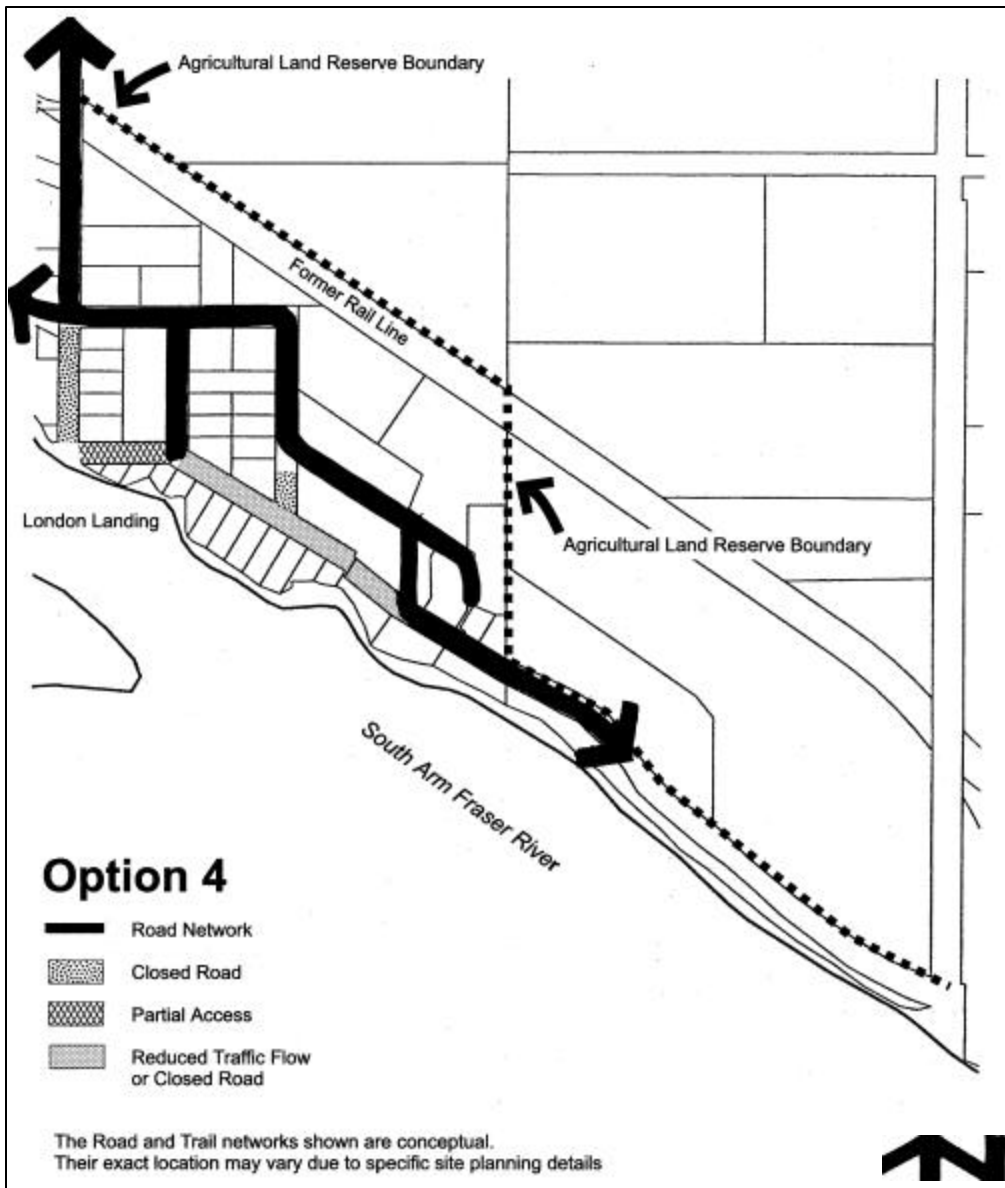 Agricultural Land Reserve Boundary
Former Rail Line
London Landing
Agricultural Land Reserve Boundary
South Arm Fraser River
Option 4
Road Network
Closed Road
Partial Access
Reduced Traffic Flow
or Closed Road
The Road and Trail networks shown are conceptual.
Their exact location may vary due to specific site planning details